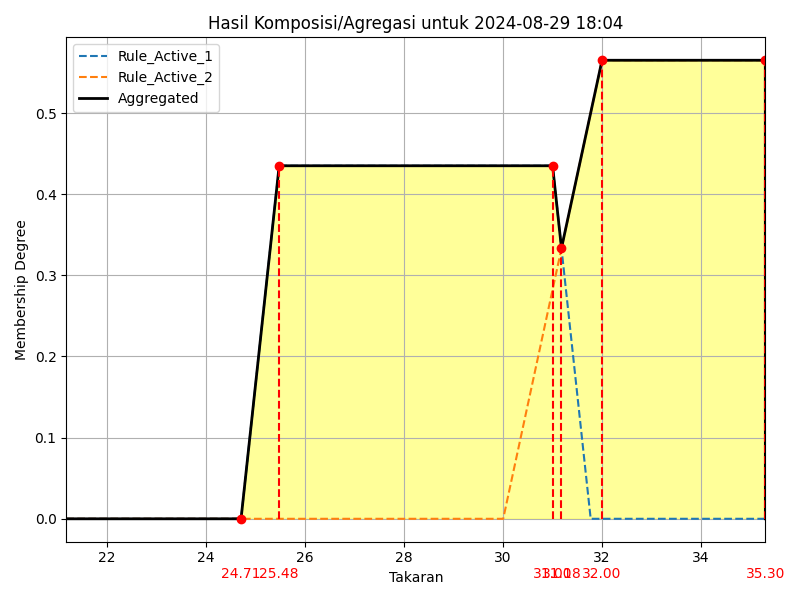 Hasil Komposisi/Agregasi untuk 2024-08-29 18:04
Rule_Active_1
Rule_Active_2
Aggregated
Membership Degree
0.5
0.4
0.3
0.2
0.1
0.0
22 24 26 28 30 32 34
24.71 25.48 31.01 31.18 32.00 35.30
Takaran